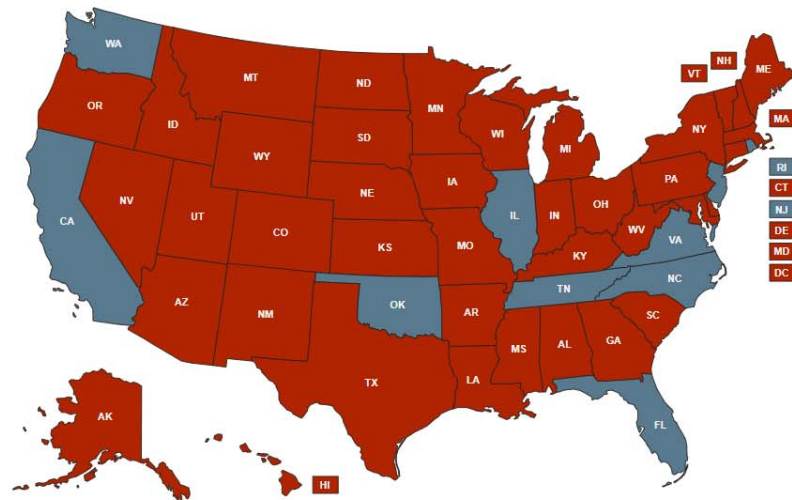 WA
MT
ND
MN
OR
ID
SD
WI
MI
NY
VT
NH
ME
MA
WY
RI
CT
NJ
DE
MD
DC
NV
UT
CO
NE
IA
IL
IN
OH
PA
WV
VA
CA
KS
MO
KY
NC
TN
AZ
NM
OK
AR
SC
MS
AL
GA
TX
LA
FL
AK
HI